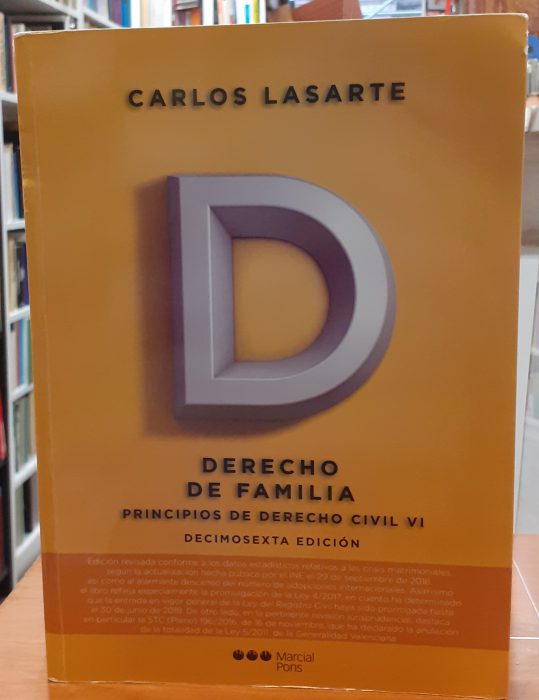 CARLOS LASARTE
D
DERECHO
DE FAMILIA
PRINCIPIOS DE DERECHO CIVIL VI
DECIMOSEXTA EDICIÓN
Edición revisada conforme a los datos estadísticos relativos a las crisis matrimoniales,
según la actualización hecha pública por el INE el 29 de septiembre de 2016,
así como al alarmante descenso del número de adopciones internacionales. Asimismo
el libro refleja especialmente la promulgación de la Ley 4/2017, en cuanto ha determinado
que la entrada en vigor general de la Ley del Registro Civil haya sido prorrogada hasta
el 30 de junio de 2018. De otro lado, en la pertinente revisión jurisprudencial, destaca
en particular la STC (Pleno) 196/2016, de 16 de noviembre, que ha declarado la anulación
de la totalidad de la Ley 5/2011, de la Generalidad Valenciana
Marcial
Pons